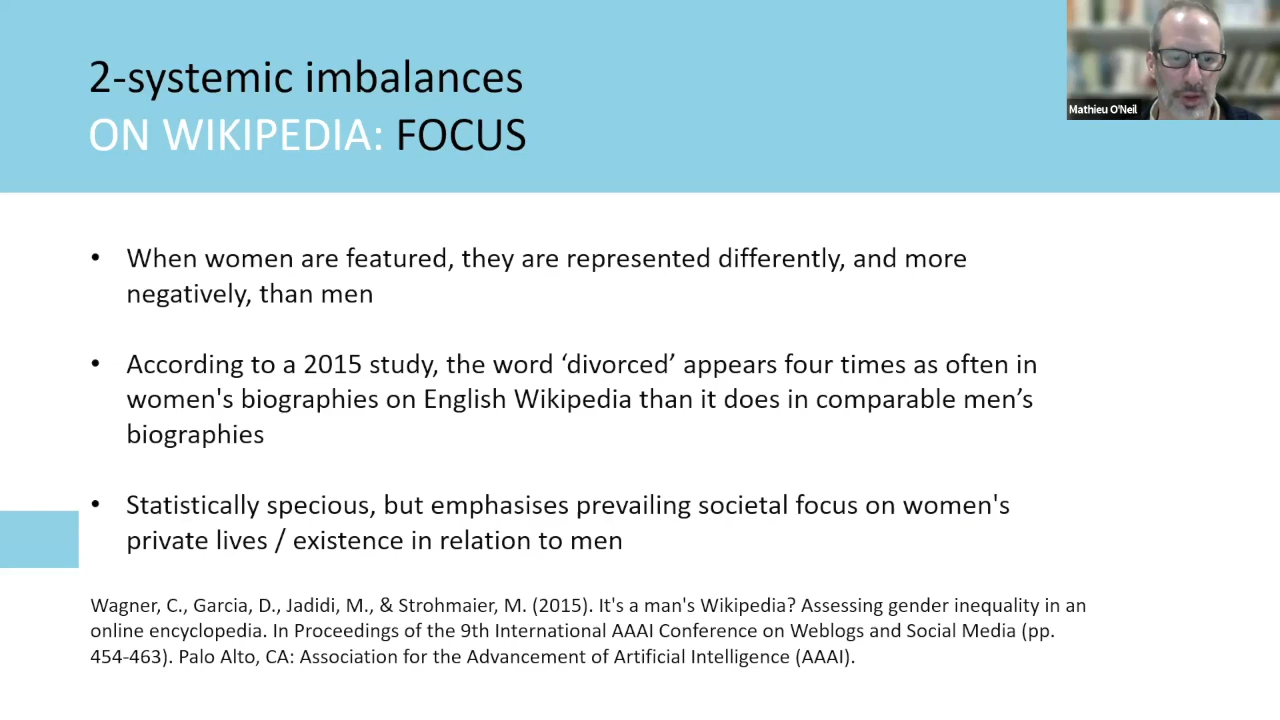 2-systemic imbalances
ON WIKIPEDIA: FOCUS
Mathieu O'Neil
• When women are featured, they are represented differently, and more
negatively, than men
• According to a 2015 study, the word ‘divorced’ appears four times as often in
women's biographies on English Wikipedia than it does in comparable men’s
biographies
• Statistically specious, but emphasises prevailing societal focus on women's
private lives / existence in relation to men
Wagner, C., Garcia, D., Jadidi, M., & Strohmaier, M. (2015). It's a man's Wikipedia? Assessing gender inequality in an
online encyclopedia. In Proceedings of the 9th International AAAI Conference on Weblogs and Social Media (pp.
454-463). Palo Alto, CA: Association for the Advancement of Artificial Intelligence (AAAI).